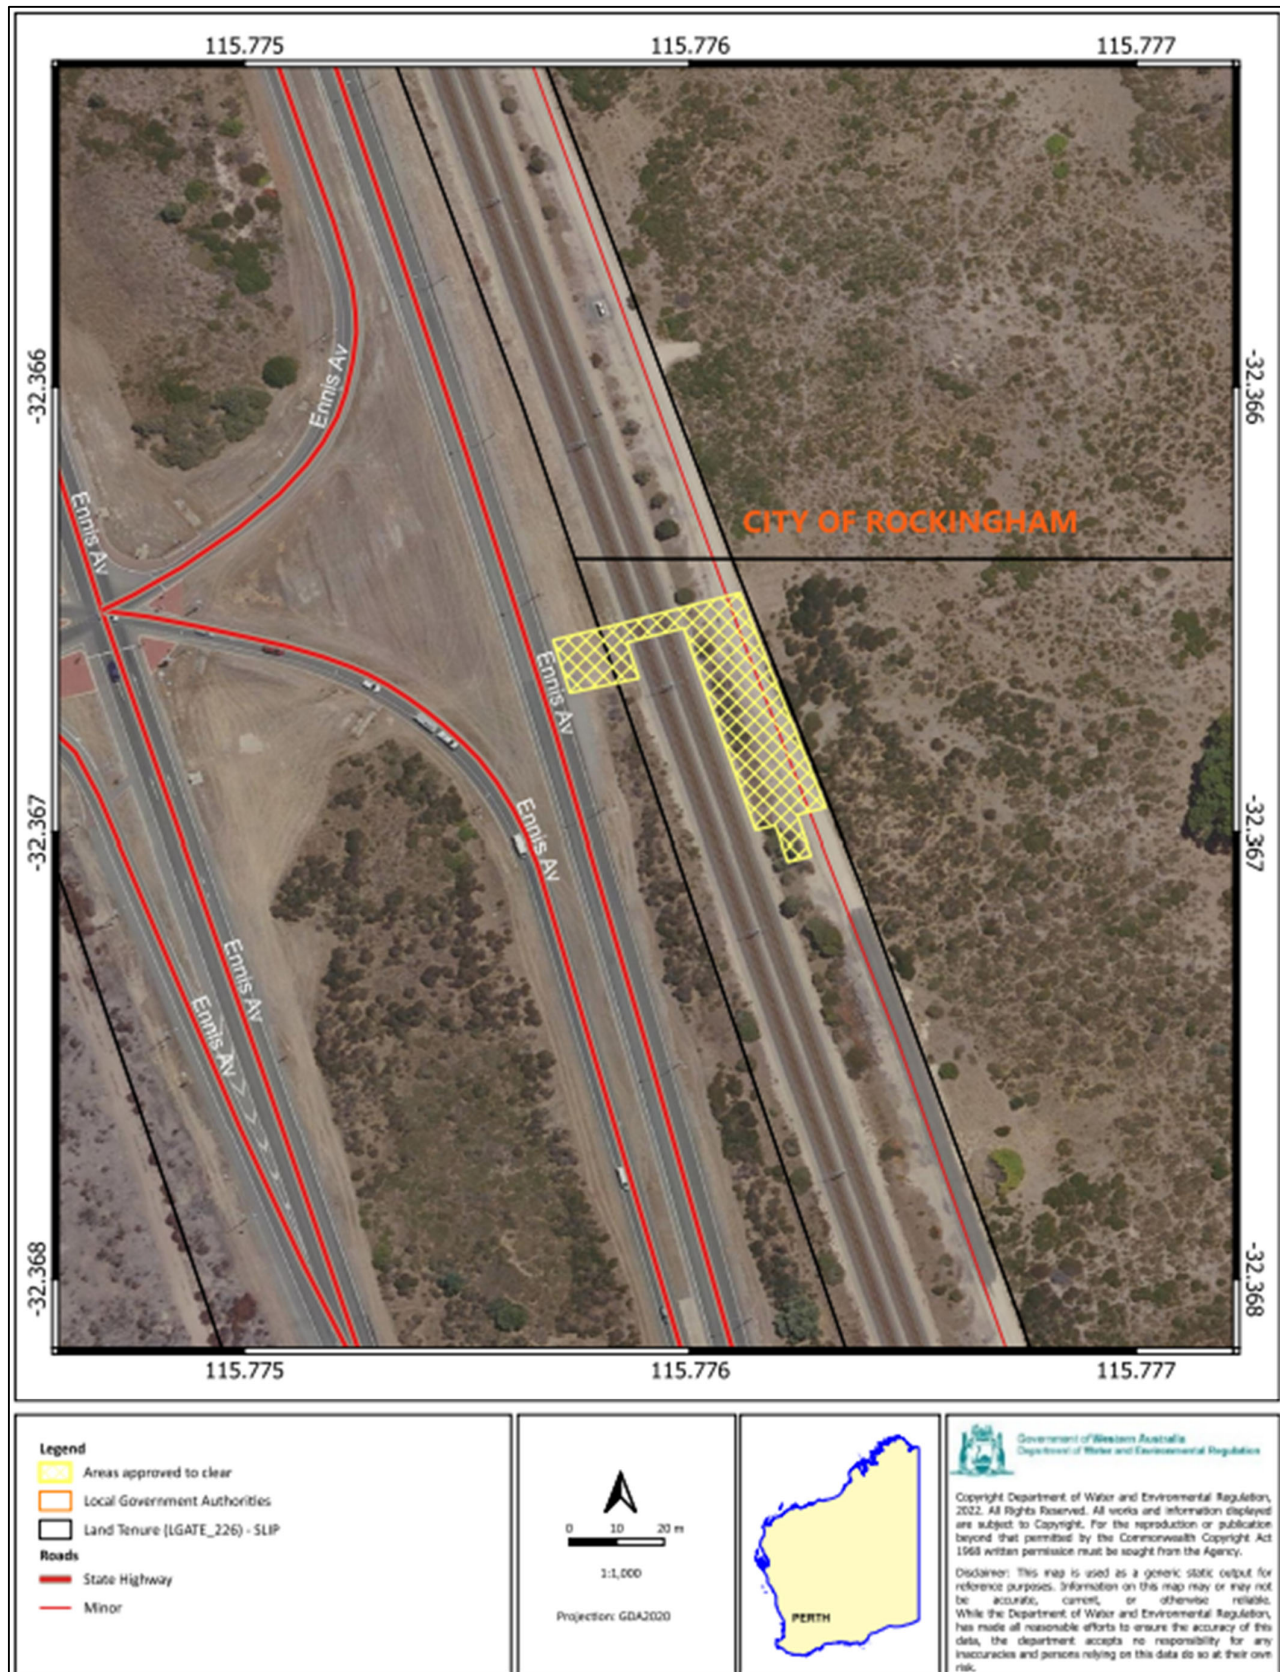 115.775
115.776
115.777
-32.366
-32.366
Ennis Av
Ennis Av
CITY OF ROCKINGHAM
Ennis Av
-32.367
-32.367
Ennis Av
Ennis Av
Ennis Av
-32.368
-32.368
115.775
115.776
115.777
Legend
Areas approved to clear
Local Government Authorities
Land Tenure (LGATE_226) - SLIP
Roads
State Highway
Minor
0 10 20 m
1:1,000
Projection: GDA2020
PERTH
Government of Western Australia
Department of Water and Environmental Regulation
Copyright Department of Water and Environmental Regulation,
2022. All Rights Reserved. All works and information displayed
are subject to Copyright. For the reproduction or publication
beyond that permitted by the Commonwealth Copyright Act
1968 written permission must be sought from the Agency.
Disclaimer: This map is used as a generic static output for
reference purposes. Information on this map may or may not
be accurate, current, or otherwise reliable.
While the Department of Water and Environmental Regulation,
has made all reasonable efforts to ensure the accuracy of this
data, the department accepts no responsibility for any
inaccuracies and persons relying on this data do so at their own
risk.